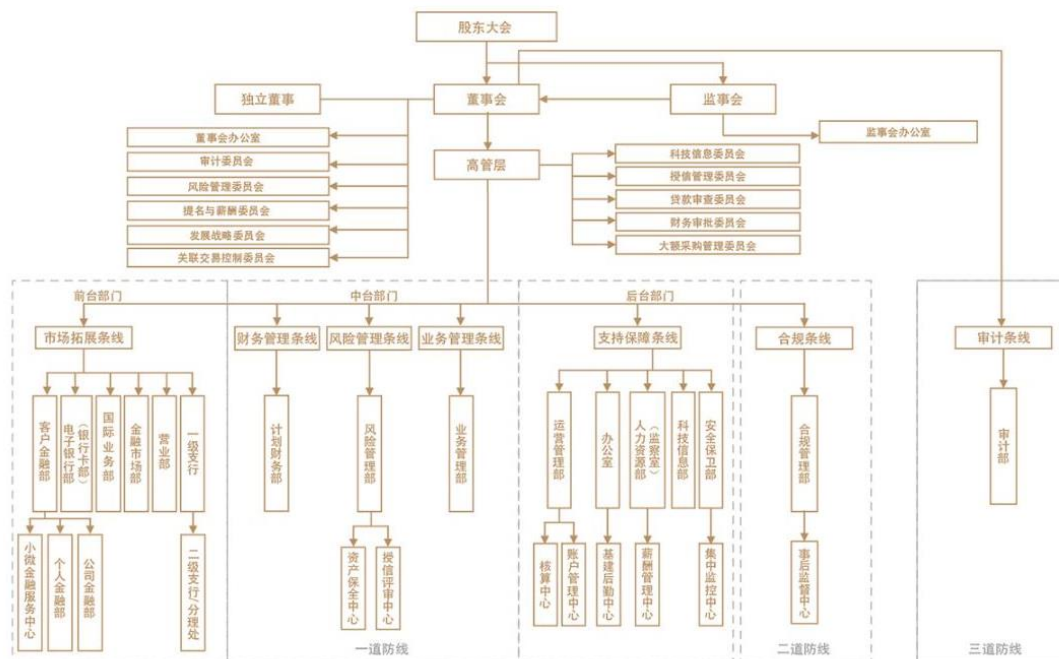 股东大会
独立董事
董事会
监事会
董事会办公室
审计委员会
风险管理委员会
提名与薪酬委员会
发展战略委员会
关联交易控制委员会
高管层
监事会办公室
科技信息委员会
授信管理委员会
贷款审查委员会
财务审批委员会
大额采购管理委员会
前台部门
中台部门
后台部门
市场拓展条线
财务管理条线
风险管理条线
业务管理条线
支持保障条线
合规条线
审计条线
客户金融部
电子银行部
（银行卡部）
国际业务部
金融市场部
营业部
一级支行
计划财务部
风险管理部
业务管理部
运营管理部
办公室
人力资源部
（监察室）
科技信息部
安全保卫部
合规管理部
审计部
小微金融服务中心
个人金融部
公司金融部
二级支行/分理处
资产保全中心
授信评审中心
核算中心
账户管理中心
基建后勤中心
薪酬管理中心
集中监控中心
事后监督中心
一道防线
二道防线
三道防线